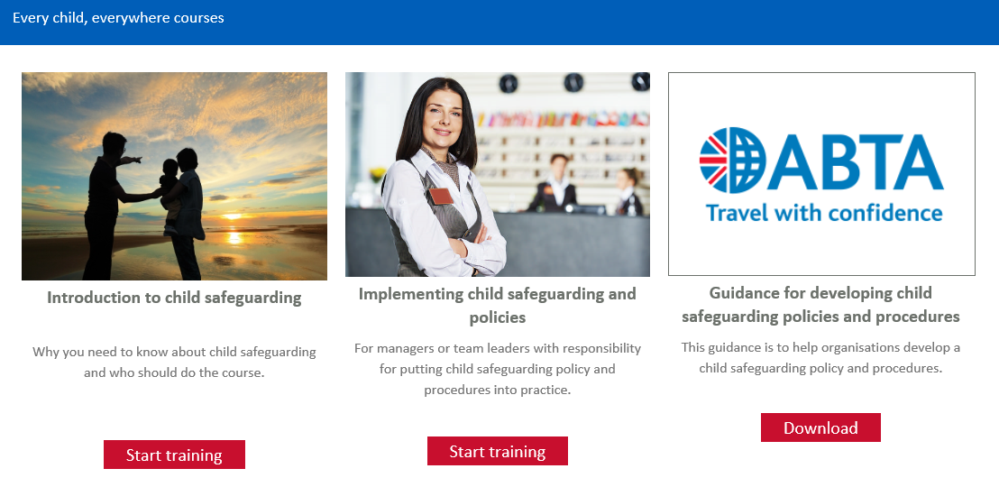 Every child, everywhere courses
Introduction to child safeguarding
Why you need to know about child safeguarding
and who should do the course.
Start training
Implementing child safeguarding and
policies
For managers or team leaders with responsibility
for putting child safeguarding policy and
procedures into practice.
Start training
ABTA
Travel with confidence
Guidance for developing child
safeguarding policies and procedures
This guidance is to help organisations develop a
child safeguarding policy and procedures.
Download